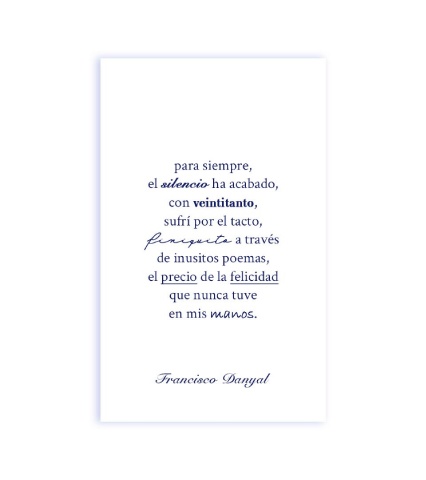 para siempre,
el silencio ha acabado,
con veintitanto,
sufrí por el tacto,
finiquito a través
de inusitos poemas,
el precio de la felicidad
que nunca tuve
en mis manos.
Francisco Danyal